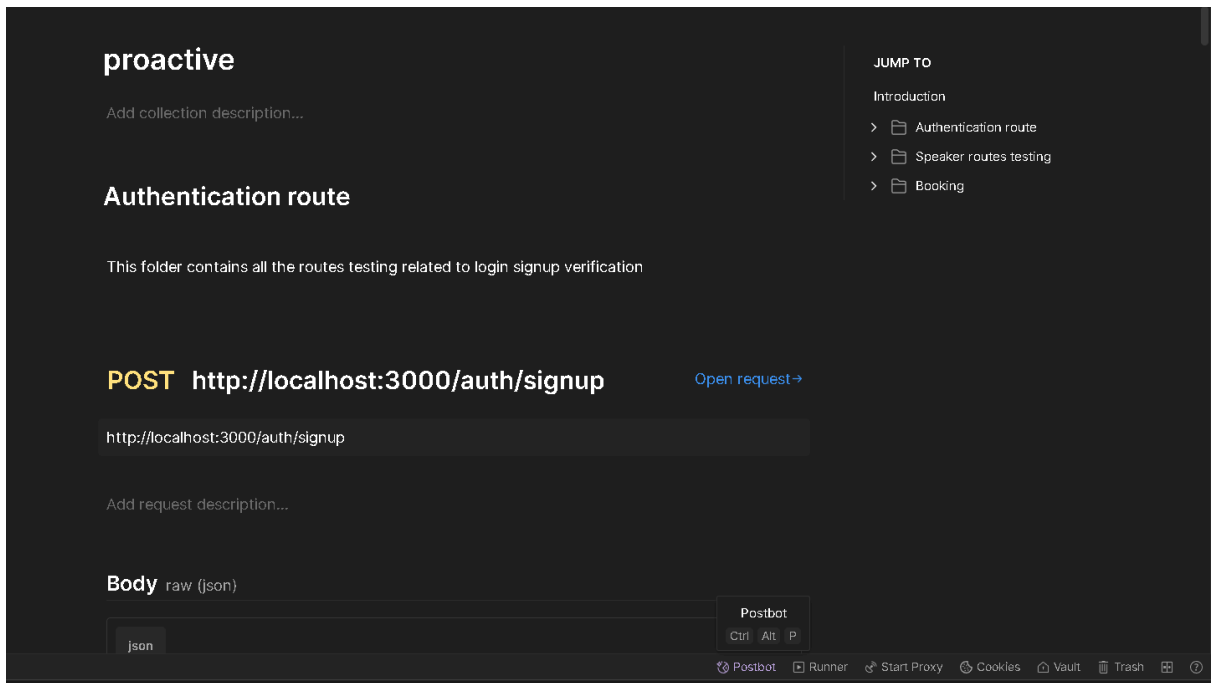 proactive
Add collection description...
Authentication route
This folder contains all the routes testing related to login signup verification
POST http://localhost:3000/auth/signup
Open request→
http://localhost:3000/auth/signup
Add request description...
Body raw (json)
json
JUMP TO
Introduction
Authentication route
Speaker routes testing
Booking
Postbot
Ctrl Alt P
Postbot Runner Start Proxy Cookies Vault Trash